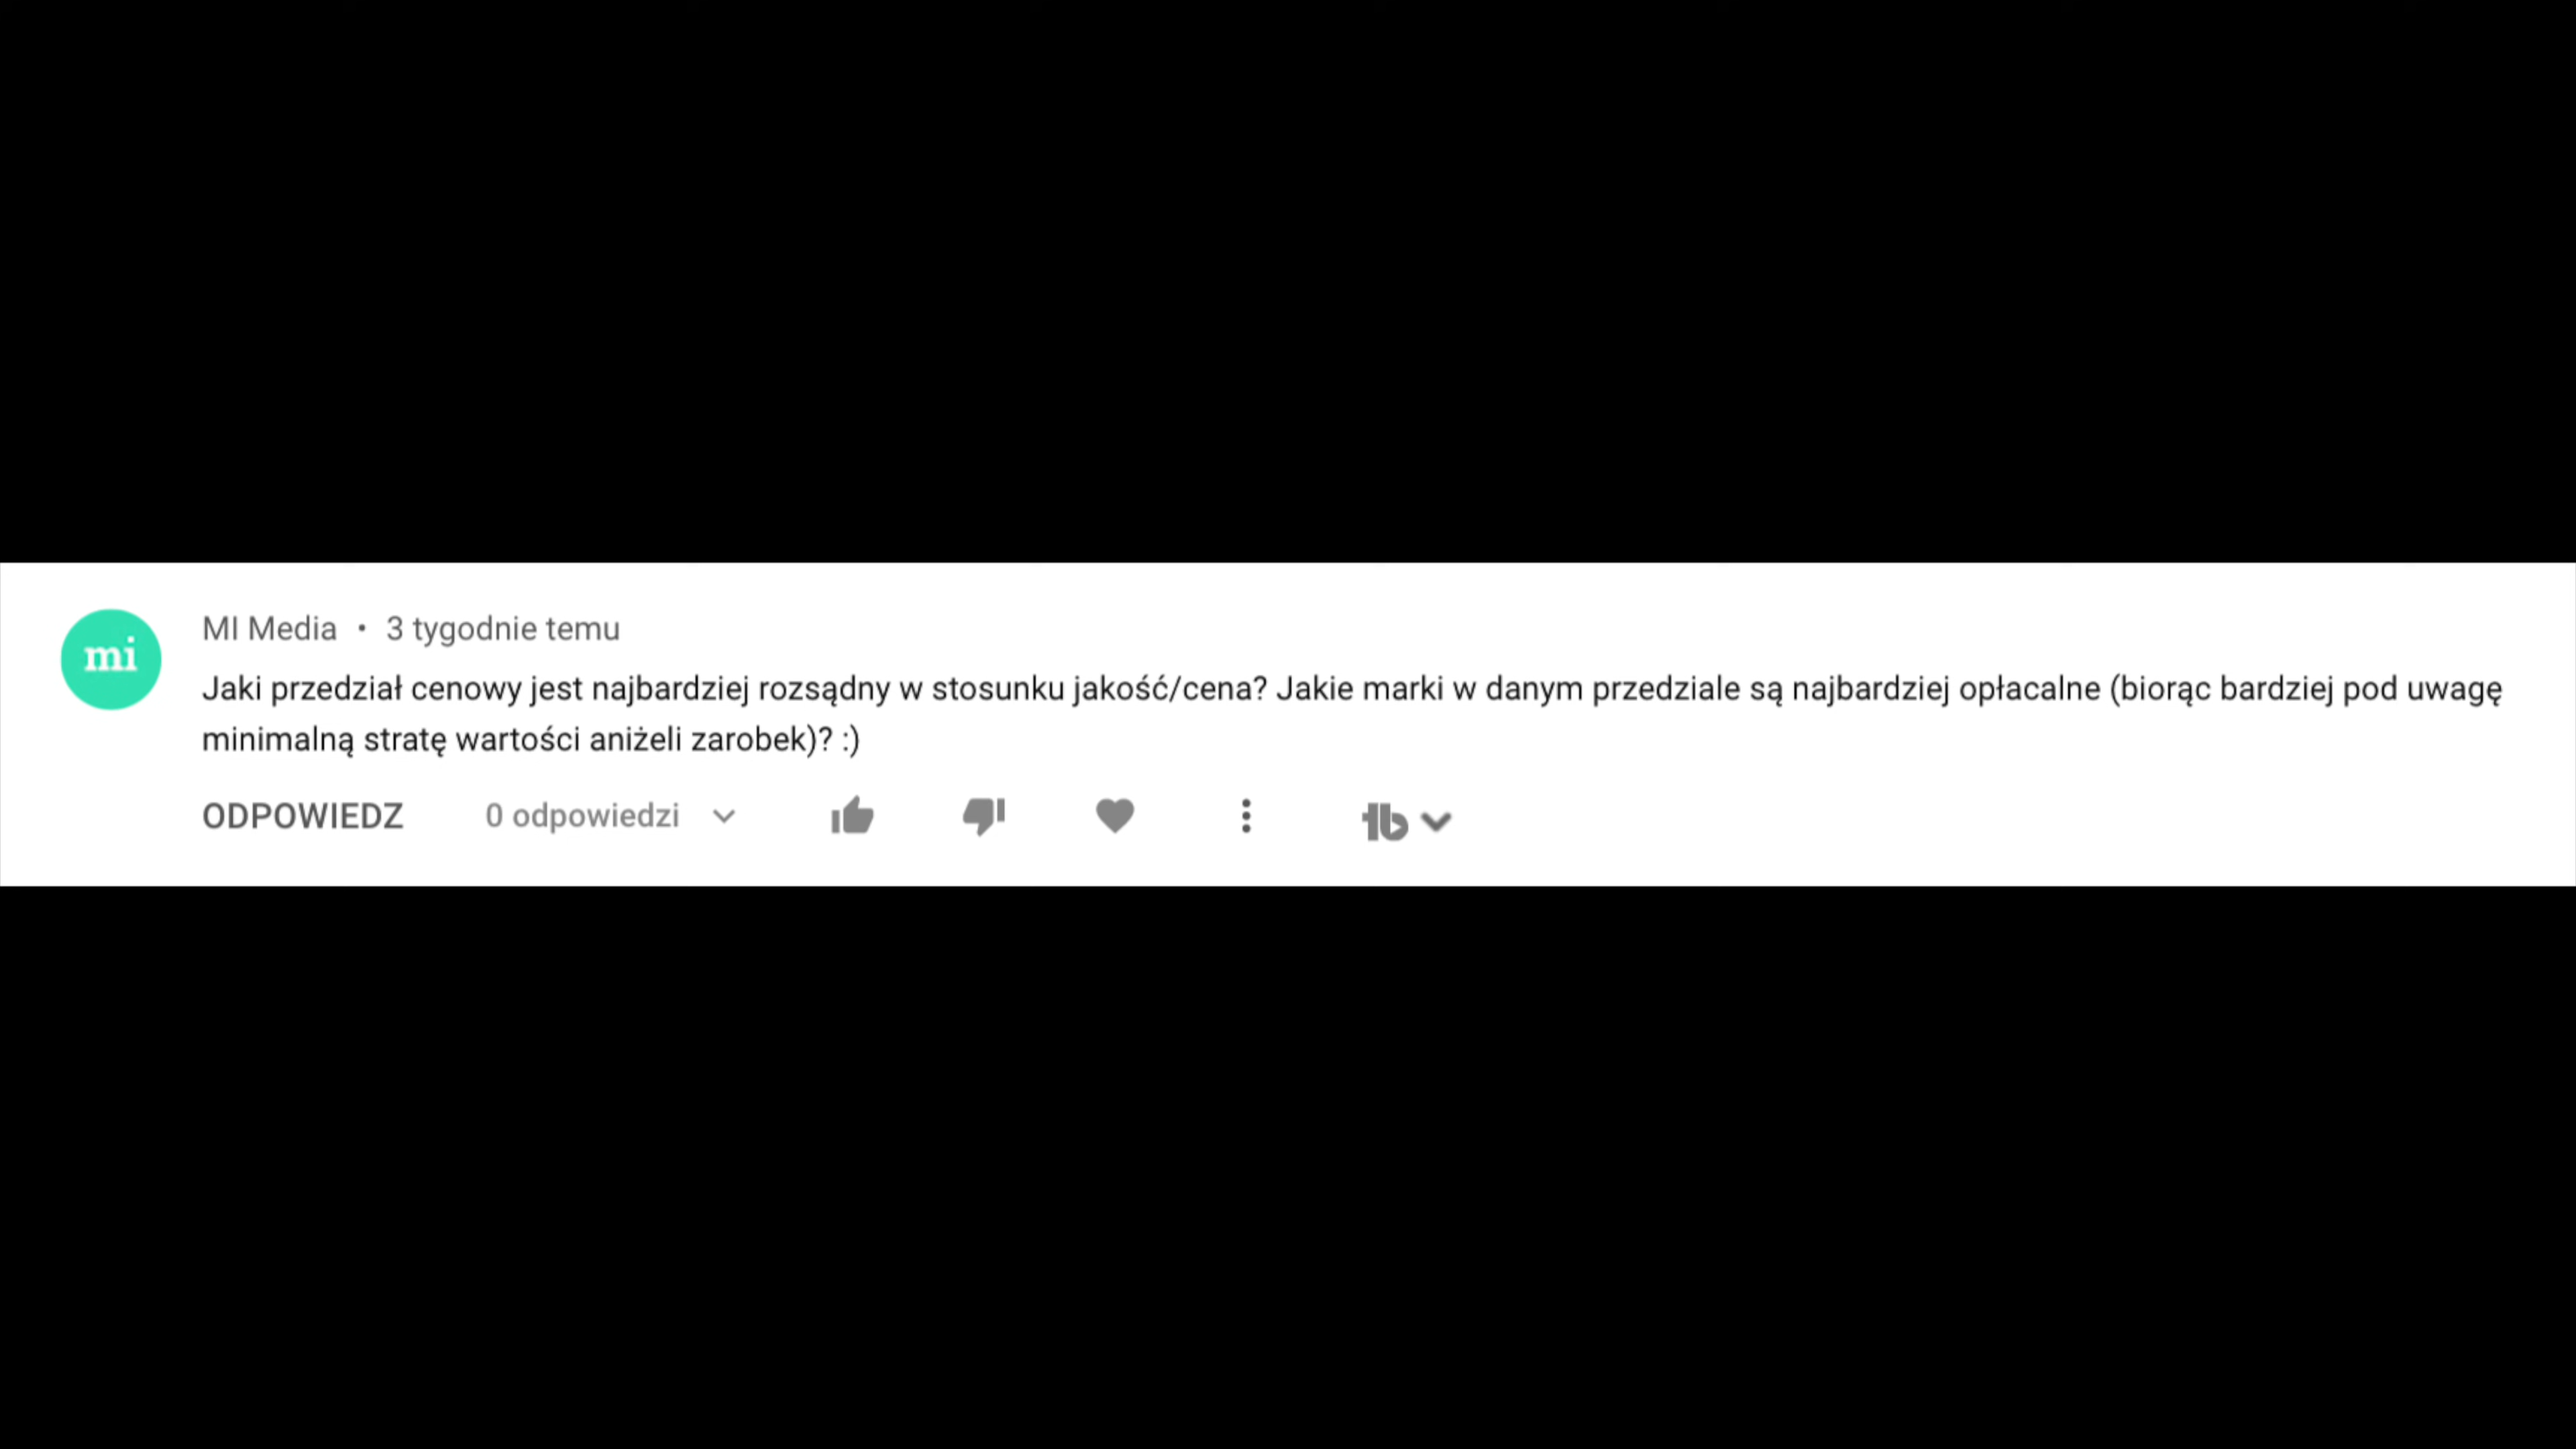 mi
MI Media • 3 tygodnie temu
Jaki przedział cenowy jest najbardziej rozsądny w stosunku jakość/cena? Jakie marki w danym przedziale są najbardziej opłacalne (biorąc bardziej pod uwagę
minimalną stratę wartości aniżeli zarobek)? :)
ODPOWIEDZ 0 odpowiedzi
tb